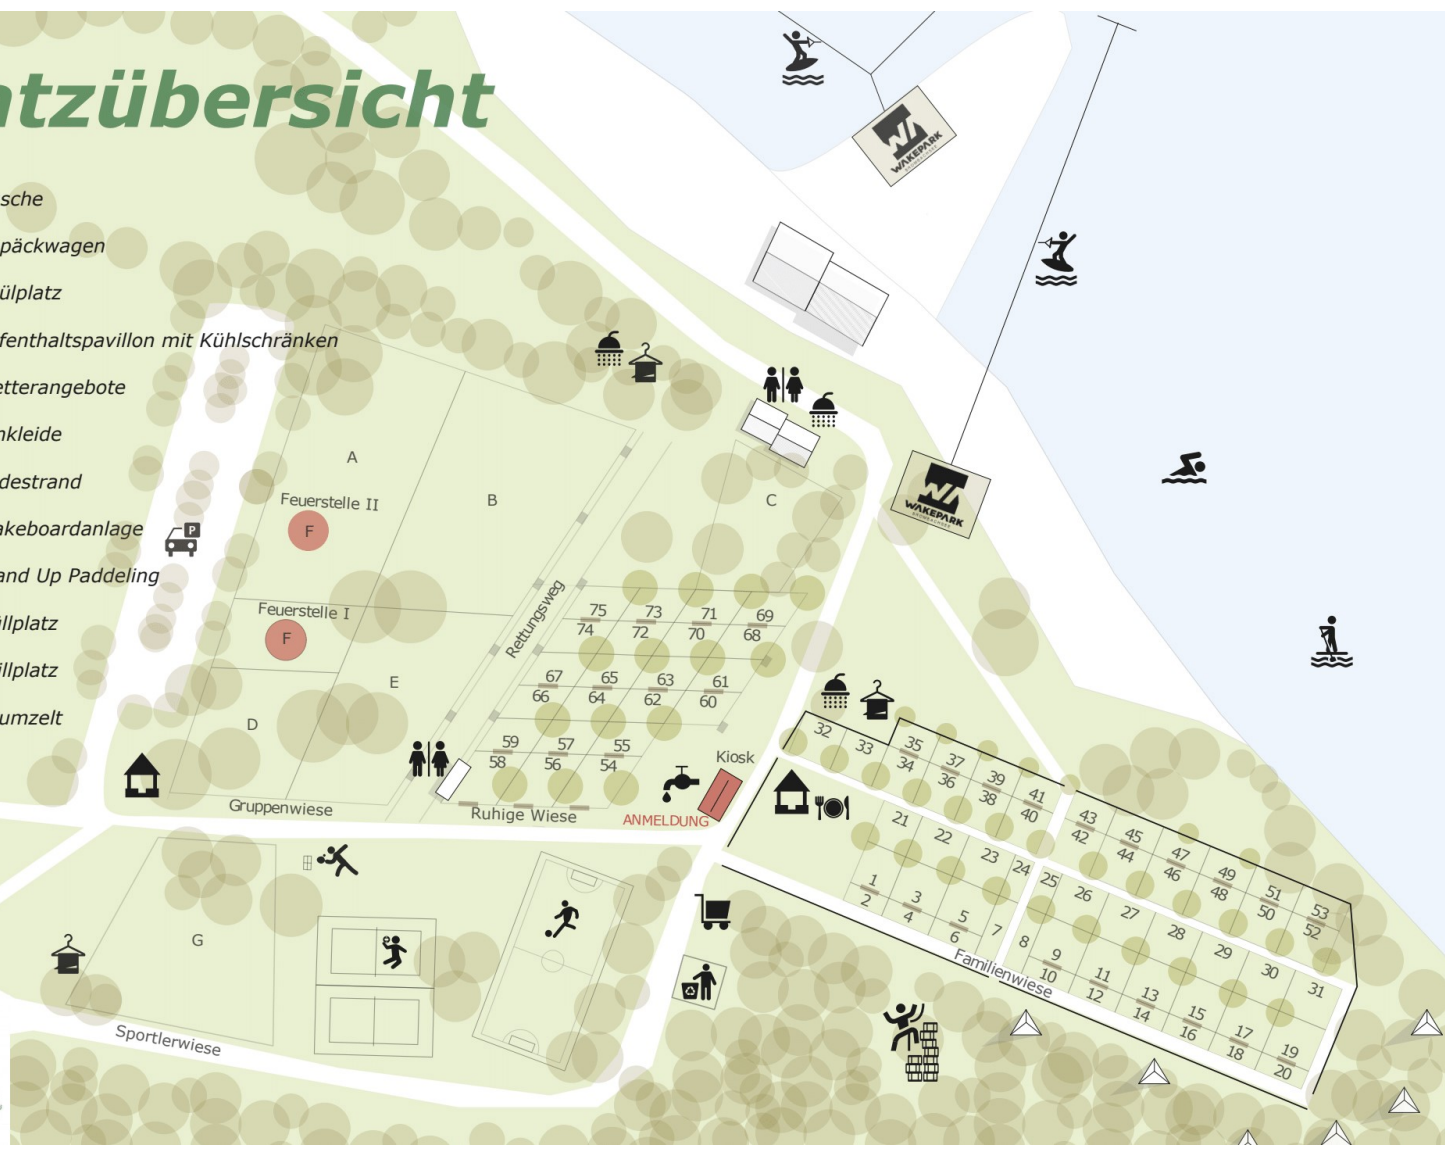 atzübersicht
sche
päckwagen
ülplatz
fenthaltspavillon mit Kühlschränken
etterangebote
nkleide
destrand
akeboardanlage
and Up Paddeling
illplatz
umzelt
WAKEPARK
BROMBACHSEE
WAKEPARK
BROMBACHSEE
P
A
B
C
Feuerstelle II
F
Feuerstelle I
F
Rettungsweg
D
E
75 73 71 69
74 72 70 68
67 65 63 61
66 64 62 60
59 57 55
58 56 54
Kiosk
ANMELDUNG
Gruppenwiese
Ruhige Wiese
32 33 35 37 39 41 43 45 47 49 51 53
34 36 38 40 42 44 46 48 50 52
21 22 23 24 25 26 27 28 29 30 31
1 3 5 7 8 9 11 13 15 17 19
2 4 6 10 12 14 16 18 20
Familienwiese
G
Sportlerwiese